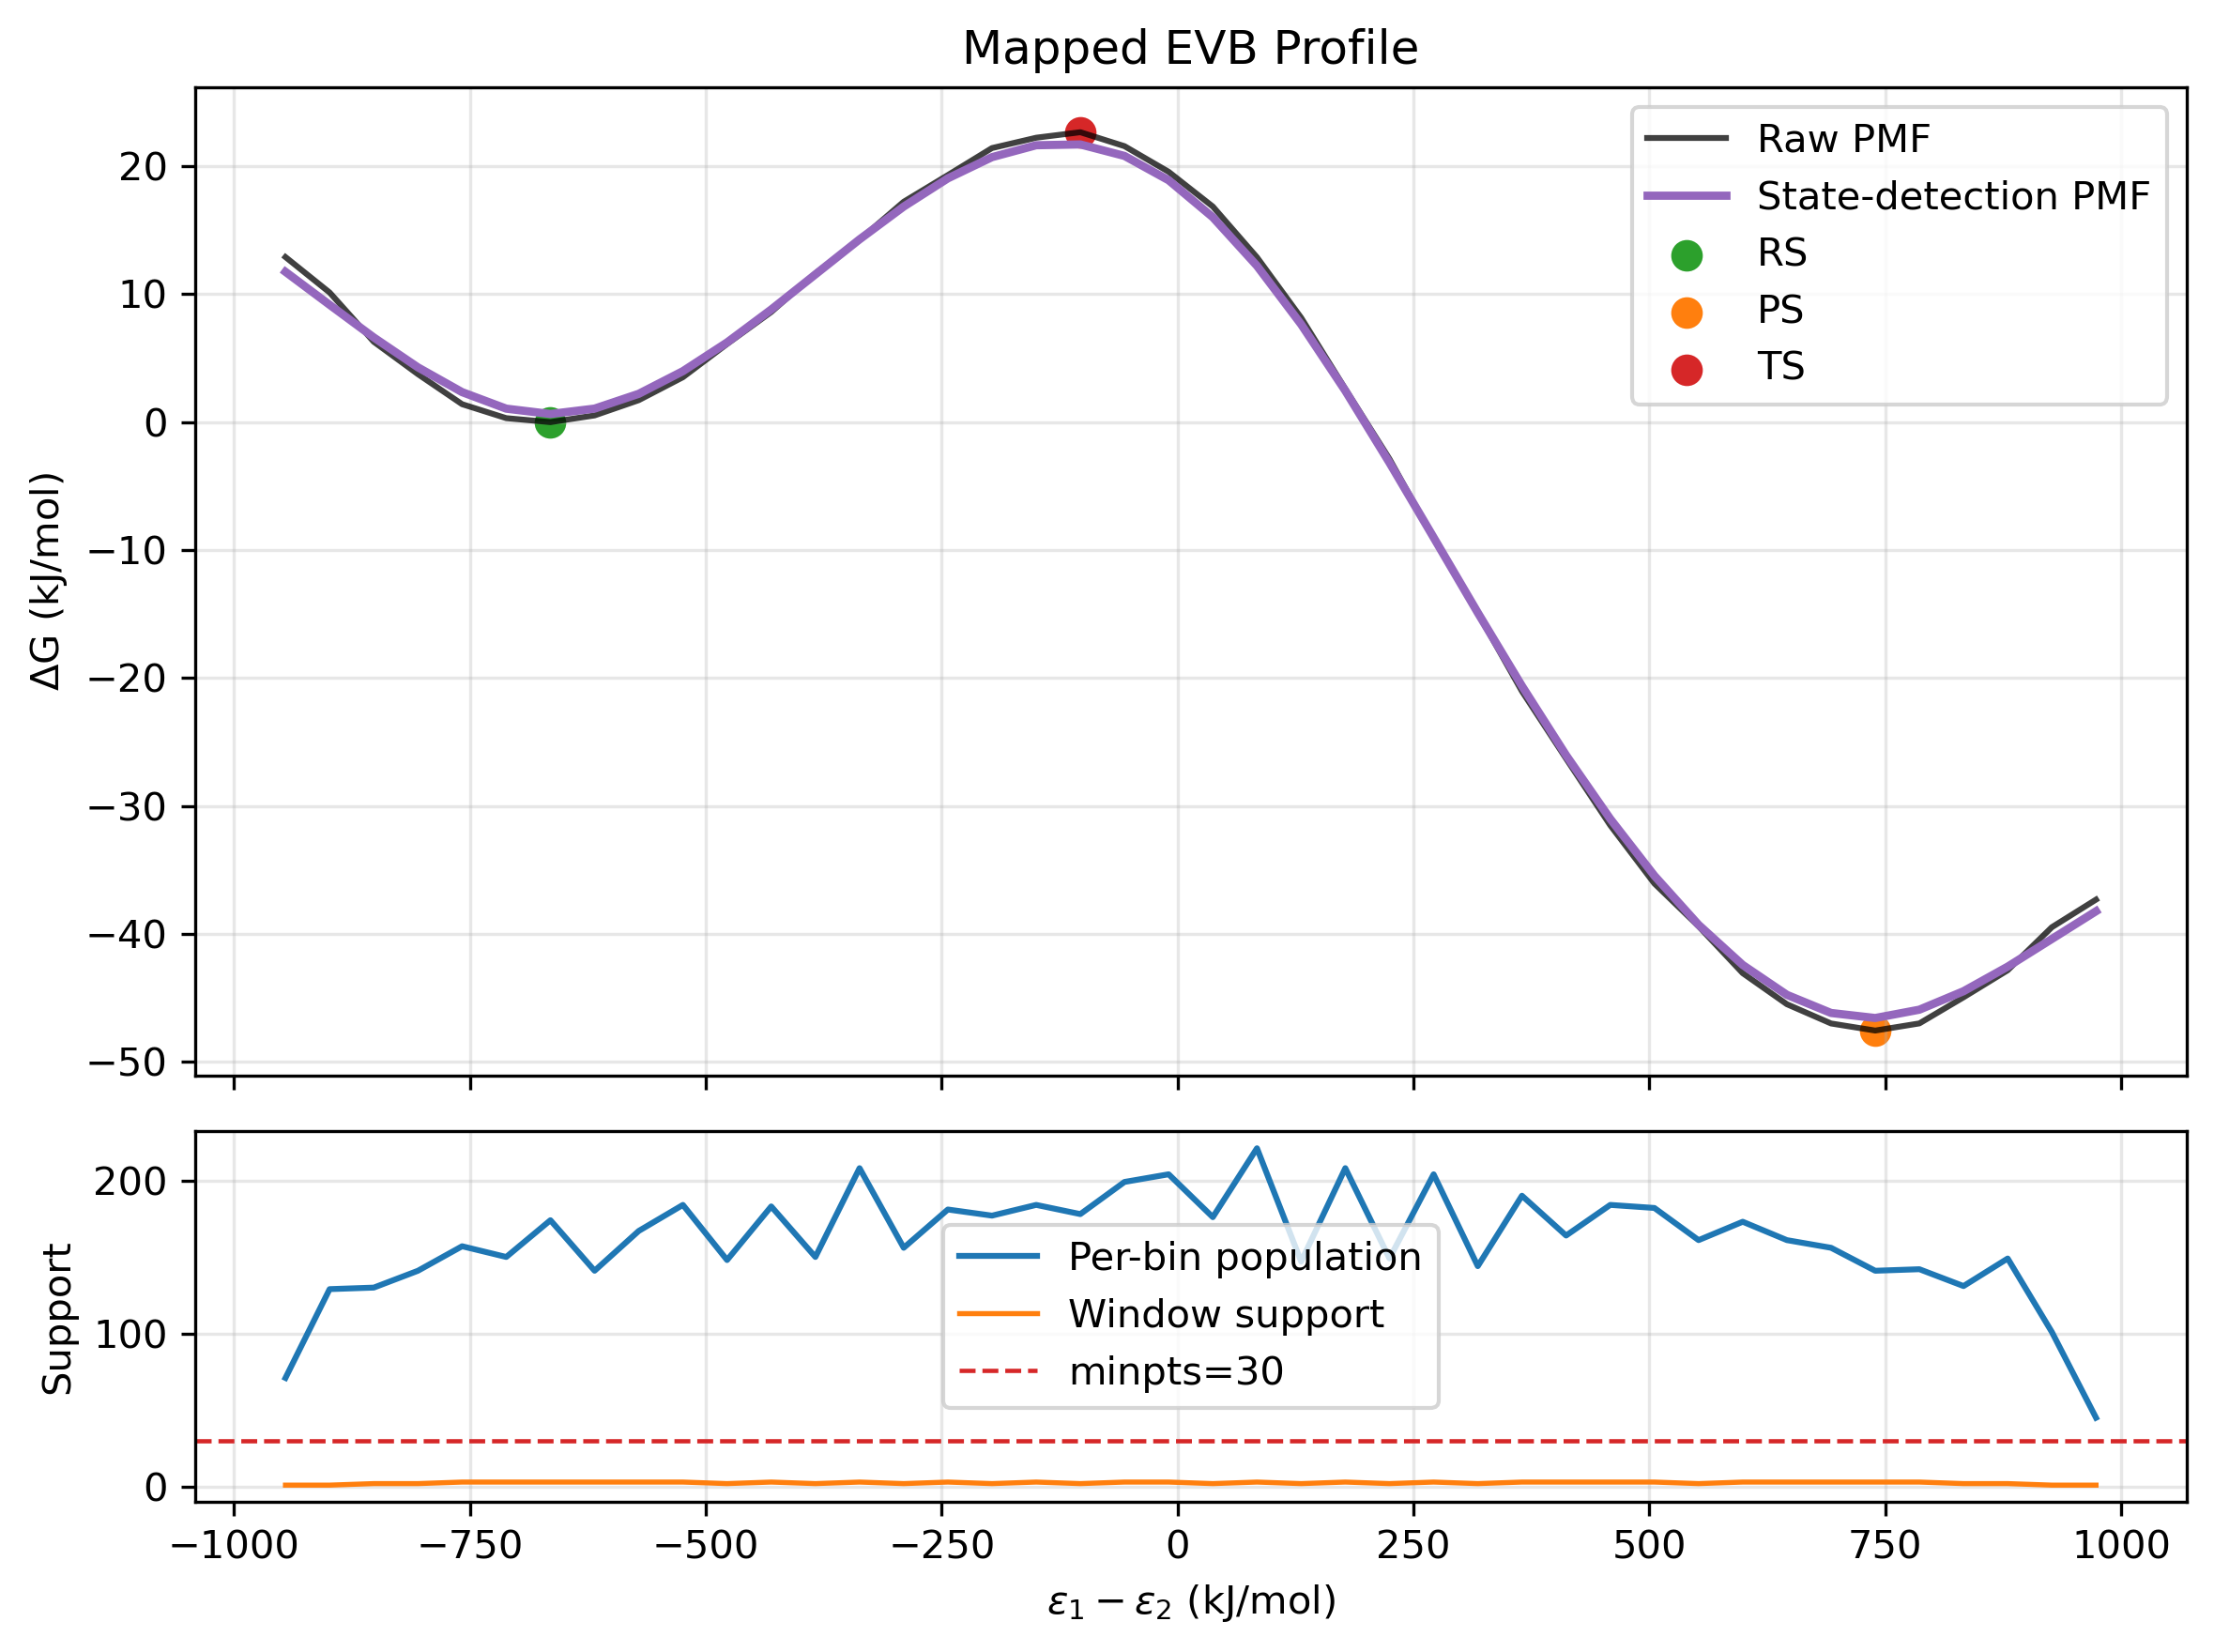 Mapped EVB Profile
Raw PMF
State-detection PMF
RS
PS
TS
ΔG (kJ/mol)
20
10
0
−10
−20
−30
−40
−50
Support
200
100
0
Per-bin population
Window support
minpts=30
−1000
−750
−500
−250
0
250
500
750
1000
ε₁ − ε₂ (kJ/mol)